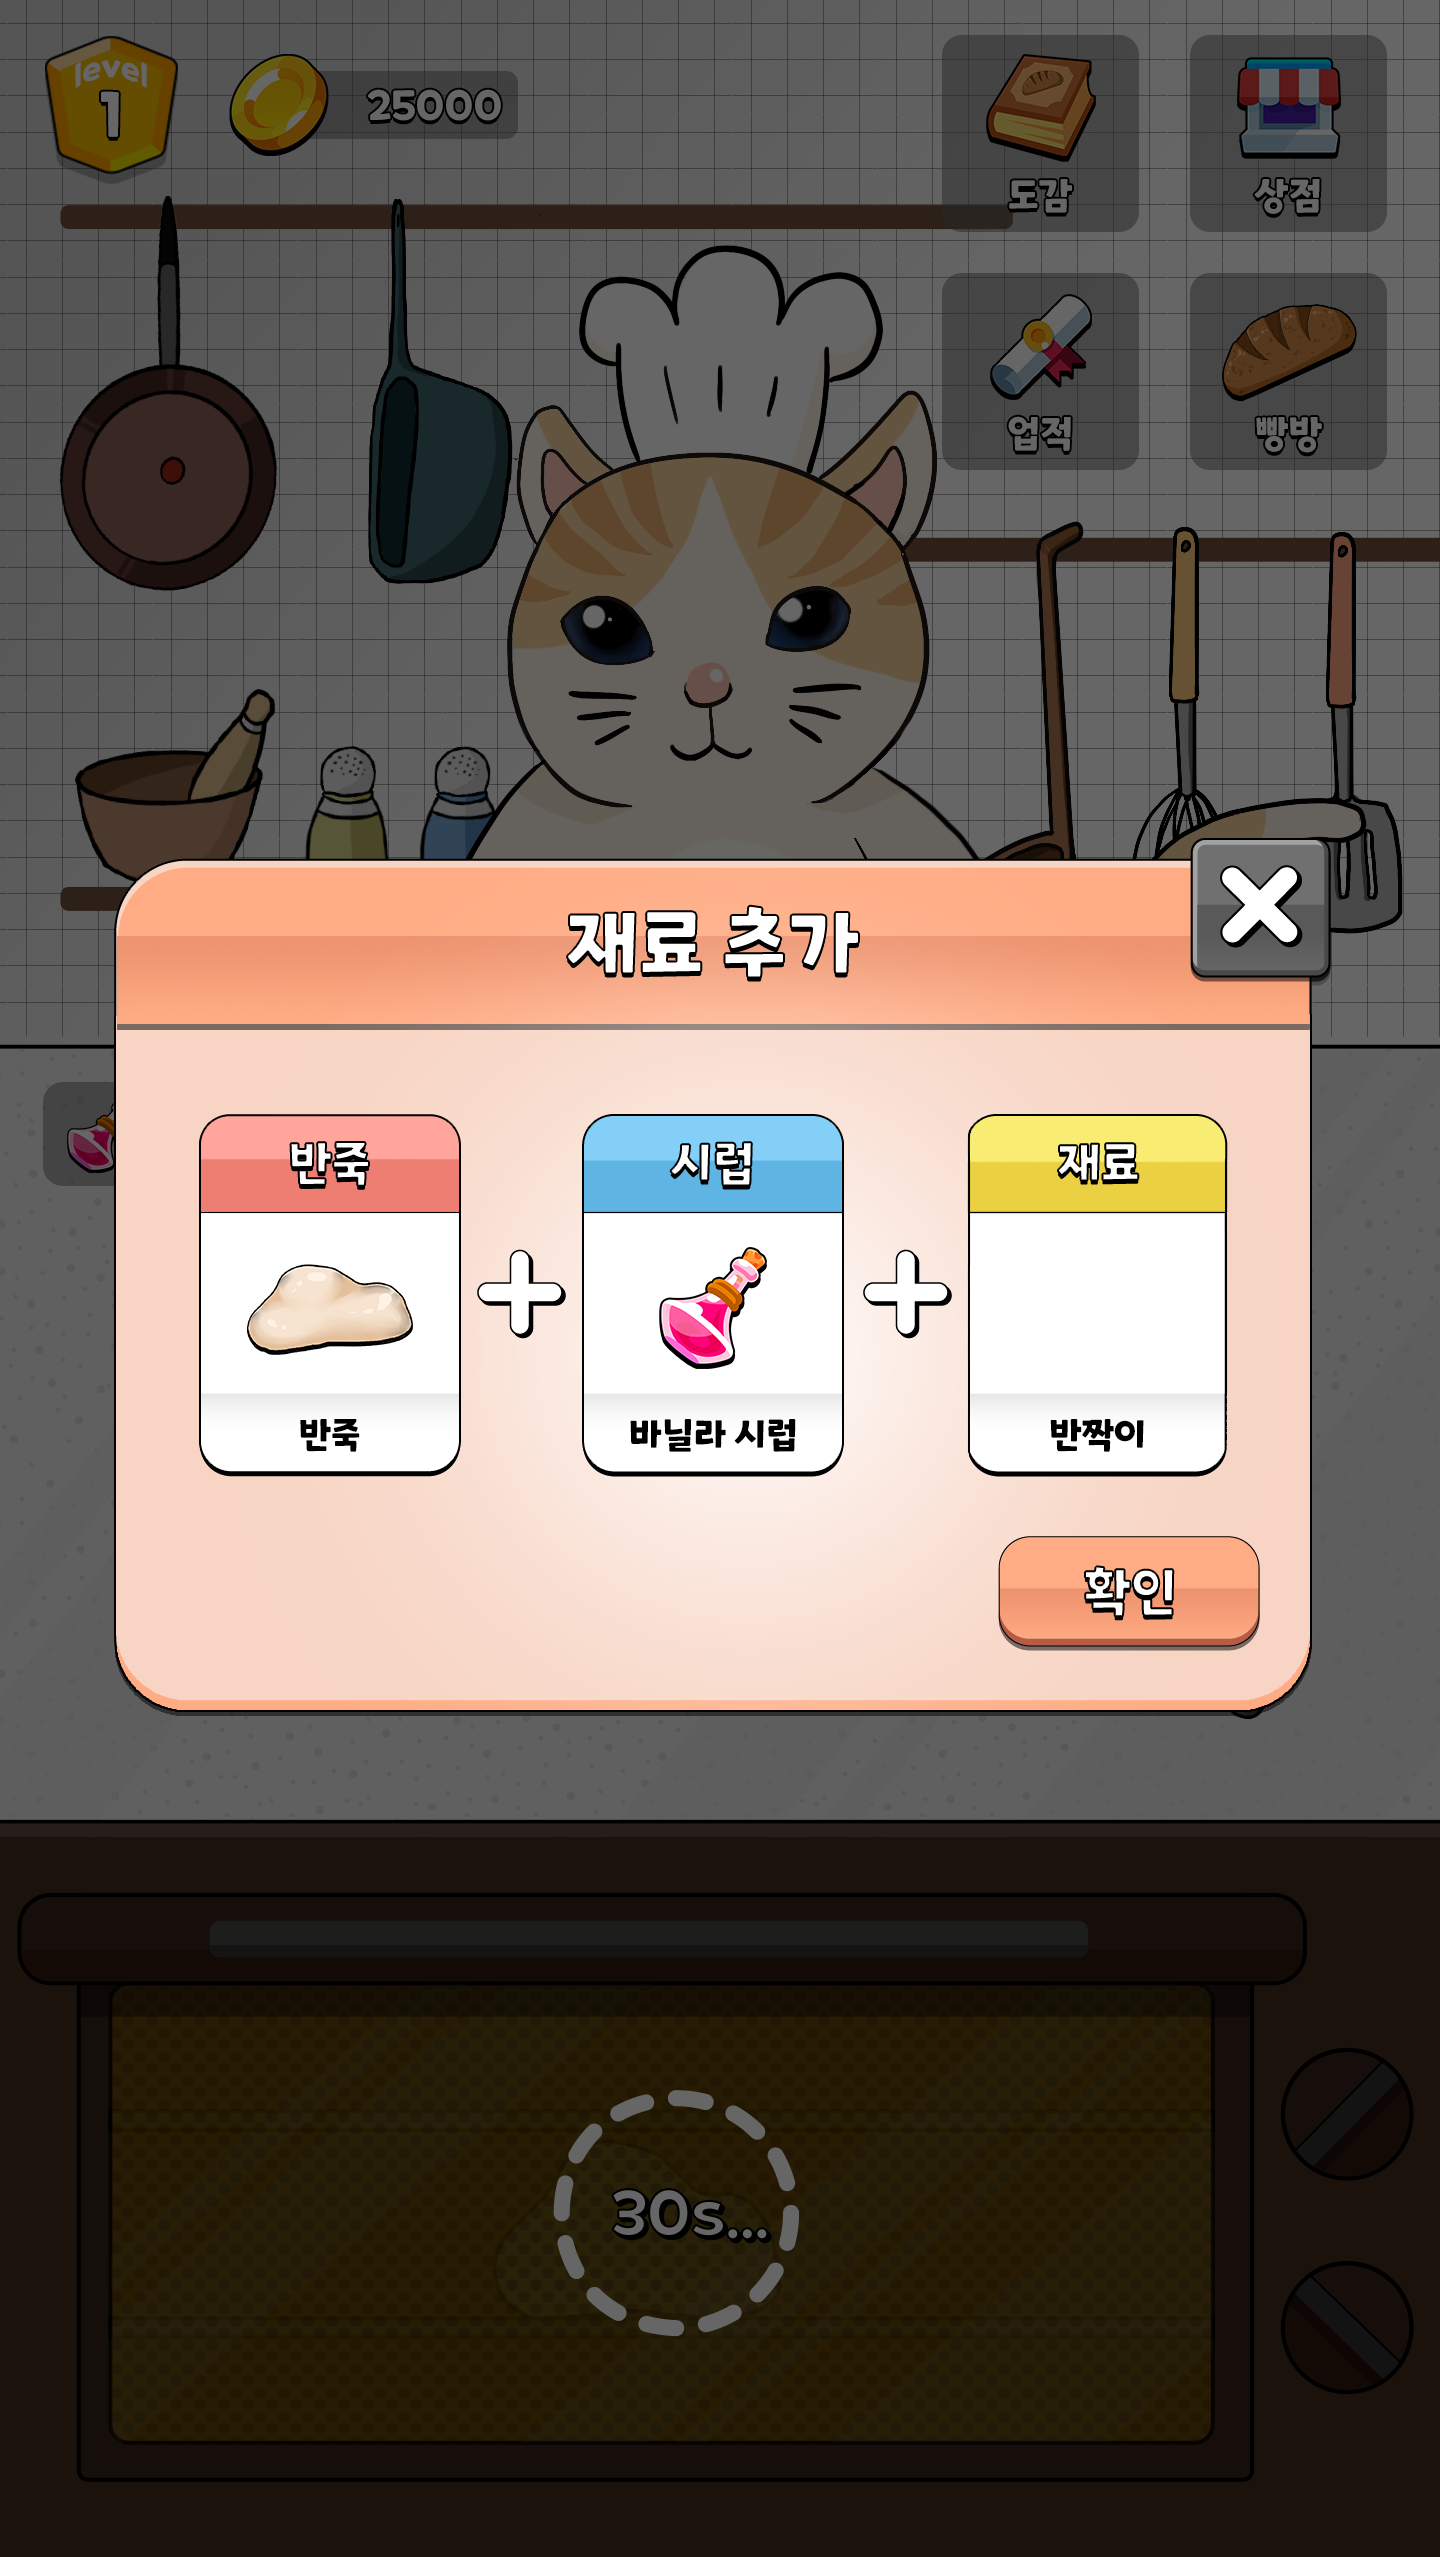 level
1
25000
도감
상점
업적
빵방
재료 추가
반죽
시럽
재료
반죽
바닐라 시럽
반짝이
확인
30s...